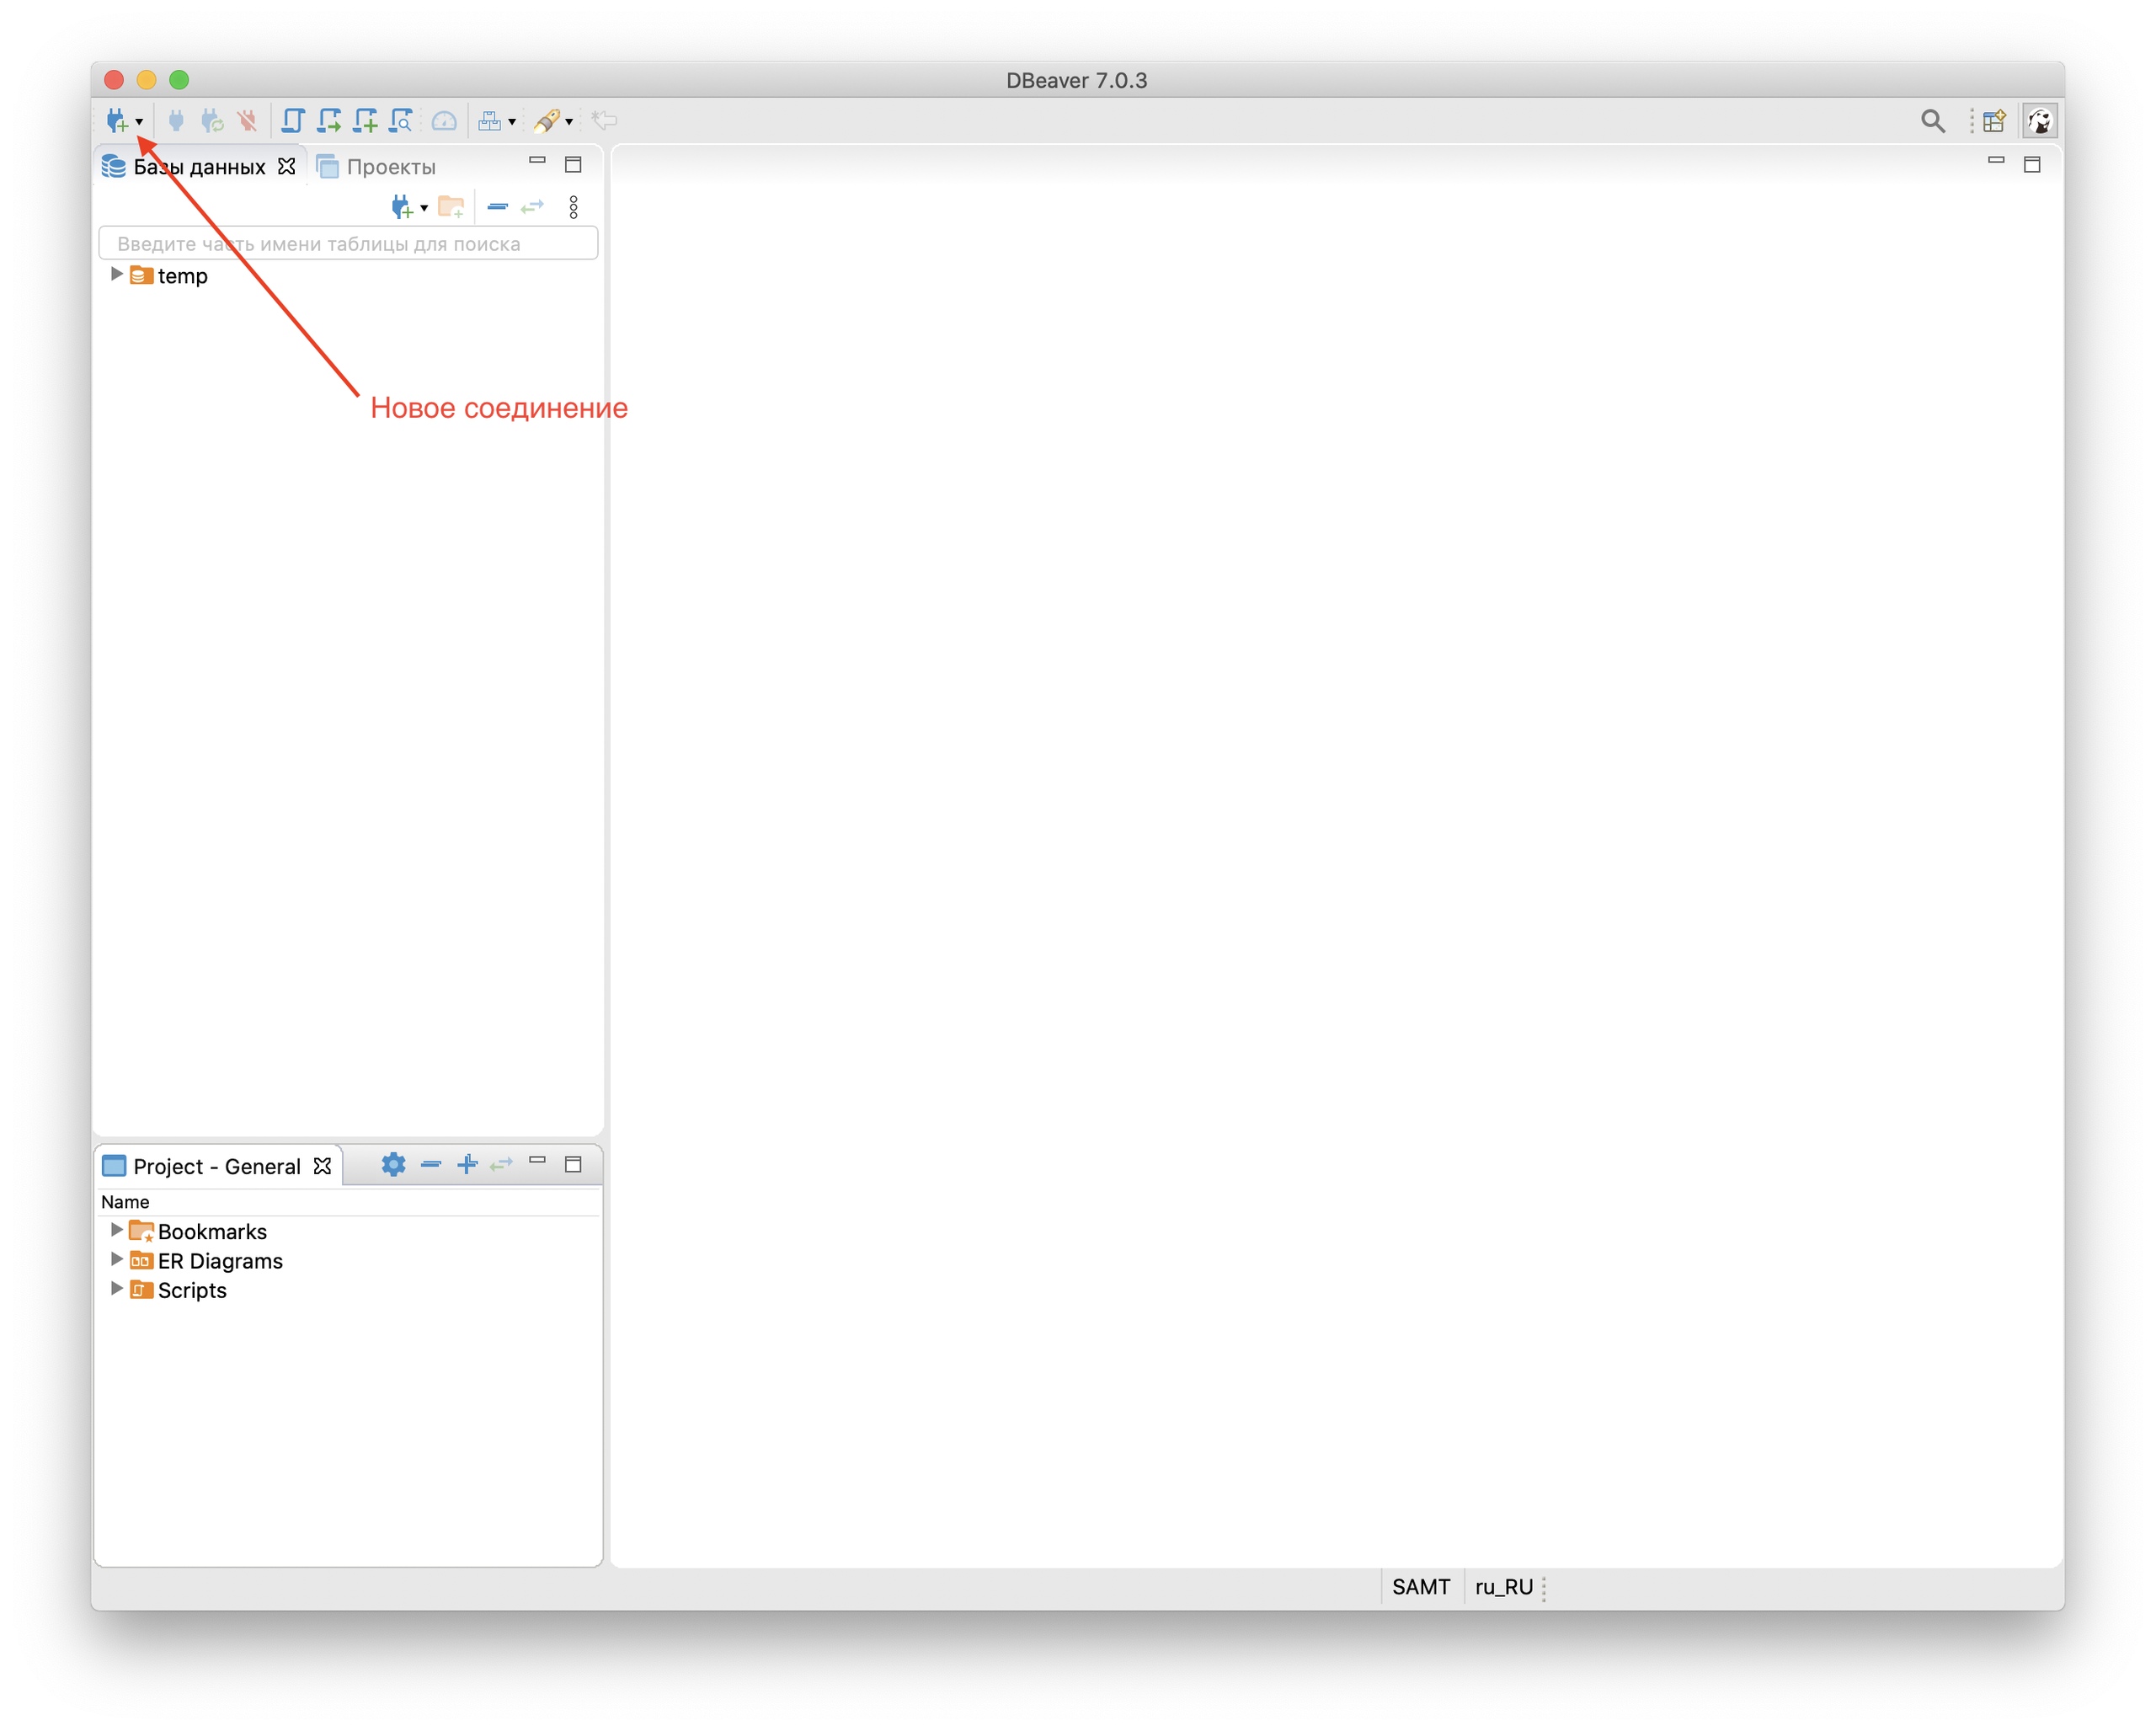 DBeaver 7.0.3
Базы данных
Проекты
Введите часть имени таблицы для поиска
temp
Новое соединение
Project - General
Name
Bookmarks
ER Diagrams
Scripts
SAMT
ru_RU